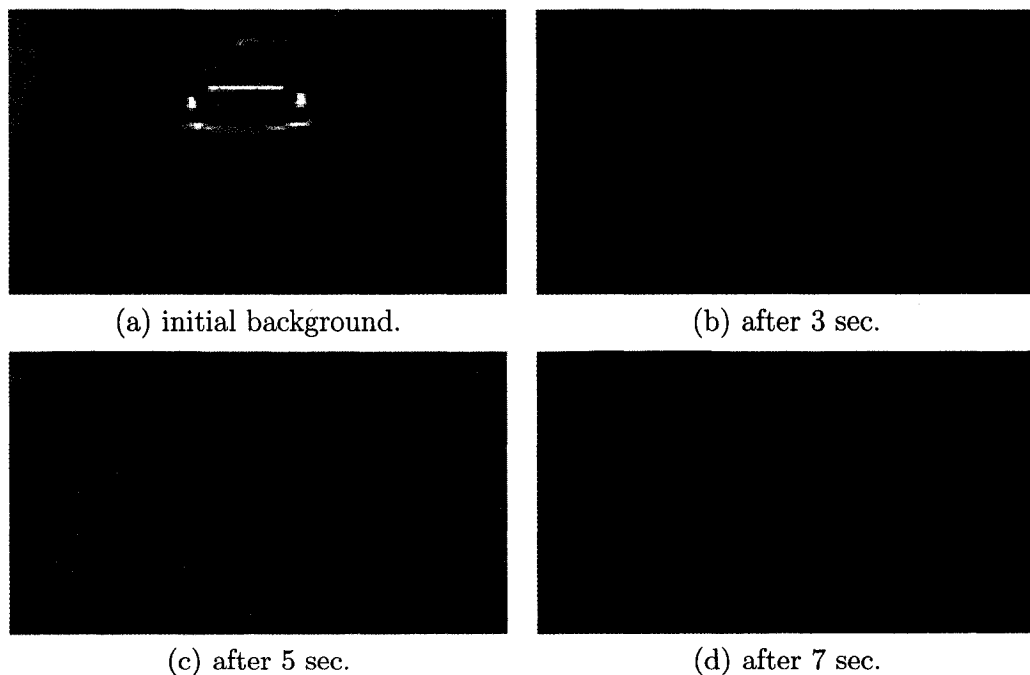 (a) initial background.
(b) after 3 sec.
(c) after 5 sec.
(d) after 7 sec.